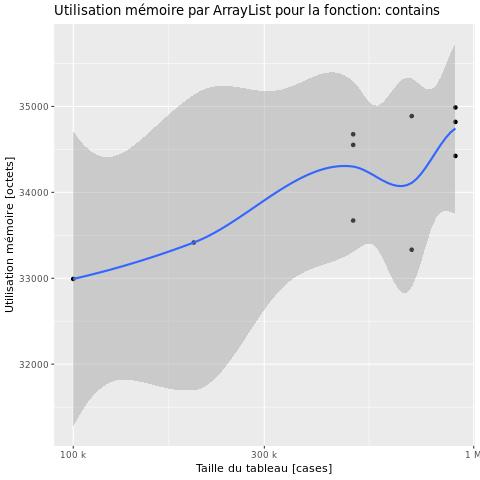 Utilisation mémoire par ArrayList pour la fonction: contains
Utilisation mémoire [octets]
35000
34000
33000
32000
100 k
300 k
1 M
Taille du tableau [cases]